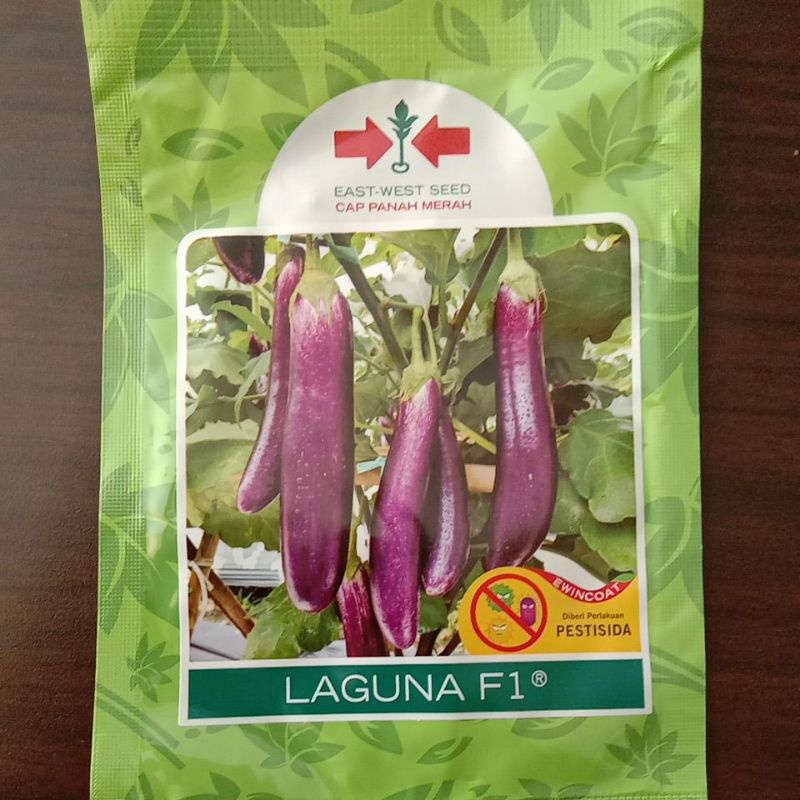 EAST-WEST SEED
CAP PANAH MERAH
EWINCOAT
Diberi Perlakuan
PESTISIDA
LAGUNA F1®